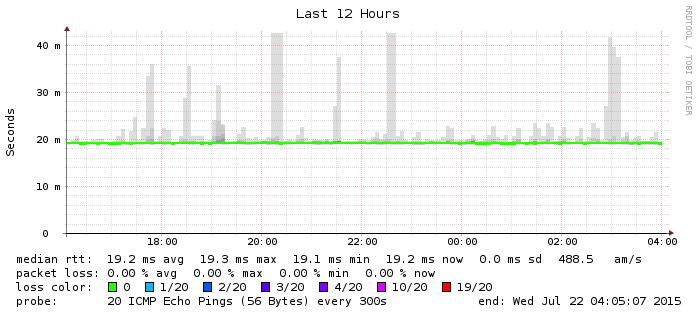 Last 12 Hours
RRDTOOL / TOBI OETIKER
Seconds
40 m
30 m
20 m
10 m
0
18:00 20:00 22:00 00:00 02:00 04:00
median rtt: 19.2 ms avg 19.3 ms max 19.1 ms min 19.2 ms now 0.0 ms sd 488.5 am/s
packet loss: 0.00 % avg 0.00 % max 0.00 % min 0.00 % now
loss color: 0 1/20 2/20 3/20 4/20 10/20 19/20
probe: 20 ICMP Echo Pings (56 Bytes) every 300s end: Wed Jul 22 04:05:07 2015